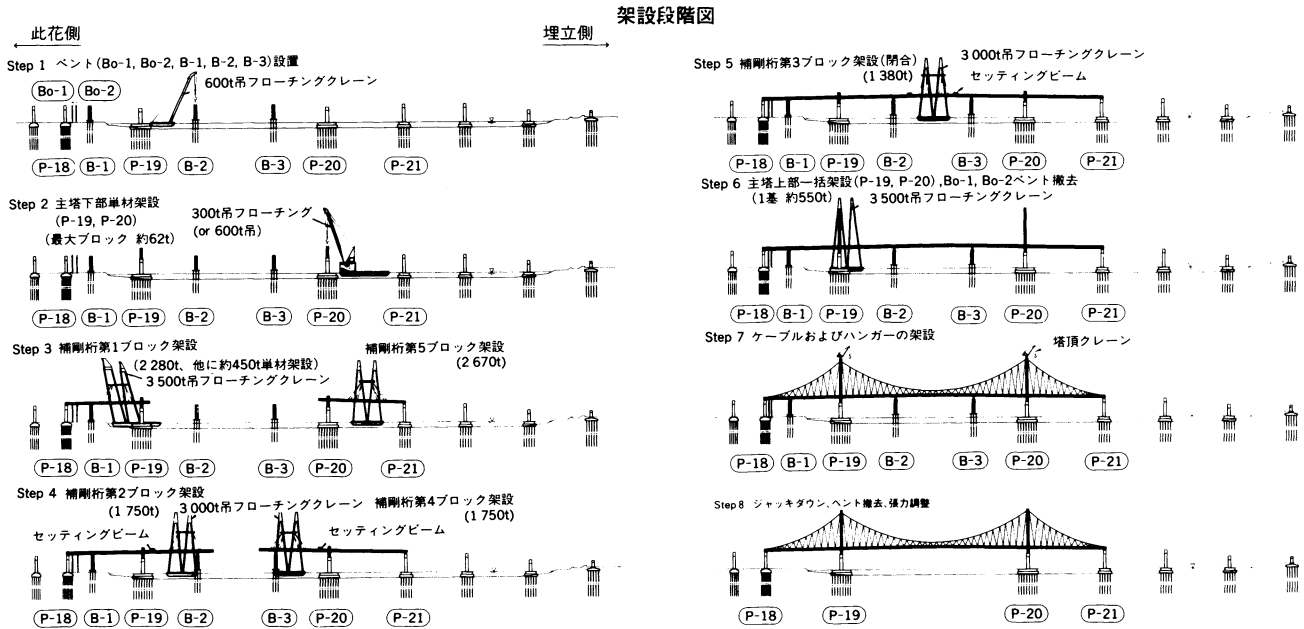 架設段階図
此花側
埋立側
Step 1 ベント(Bo-1, Bo-2, B-1, B-2, B-3)設置
600t吊フローチングクレーン
Bo-1 Bo-2
P-18 B-1 P-19 B-2 B-3 P-20 P-21
Step 2 主塔下部単材架設
(P-19, P-20)
(最大ブロック 約62t)
300t吊フローチング
(or 600t吊)
P-18 B-1 P-19 B-2 B-3 P-20 P-21
Step 3 補剛桁第1ブロック架設
(2 280t、他に約450t単材架設)
3 500t吊フローチングクレーン
補剛桁第5ブロック架設
(2 670t)
P-18 B-1 P-19 B-2 B-3 P-20 P-21
Step 4 補剛桁第2ブロック架設
(1 750t)
3 000t吊フローチングクレーン
補剛桁第4ブロック架設
(1 750t)
セッティングビーム
セッティングビーム
P-18 B-1 P-19 B-2 B-3 P-20 P-21
Step 5 補剛桁第3ブロック架設(閉合)
(1 380t)
3 000t吊フローチングクレーン
セッティングビーム
P-18 B-1 P-19 B-2 B-3 P-20 P-21
Step 6 主塔上部一括架設(P-19, P-20),Bo-1, Bo-2ベント撤去
(1基 約550t)
3 500t吊フローチングクレーン
P-18 B-1 P-19 B-2 B-3 P-20 P-21
Step 7 ケーブルおよびハンガーの架設
塔頂クレーン
P-18 B-1 P-19 B-2 B-3 P-20 P-21
Step 8 ジャッキダウン、ベント撤去、張力調整
P-18 P-19 P-20 P-21